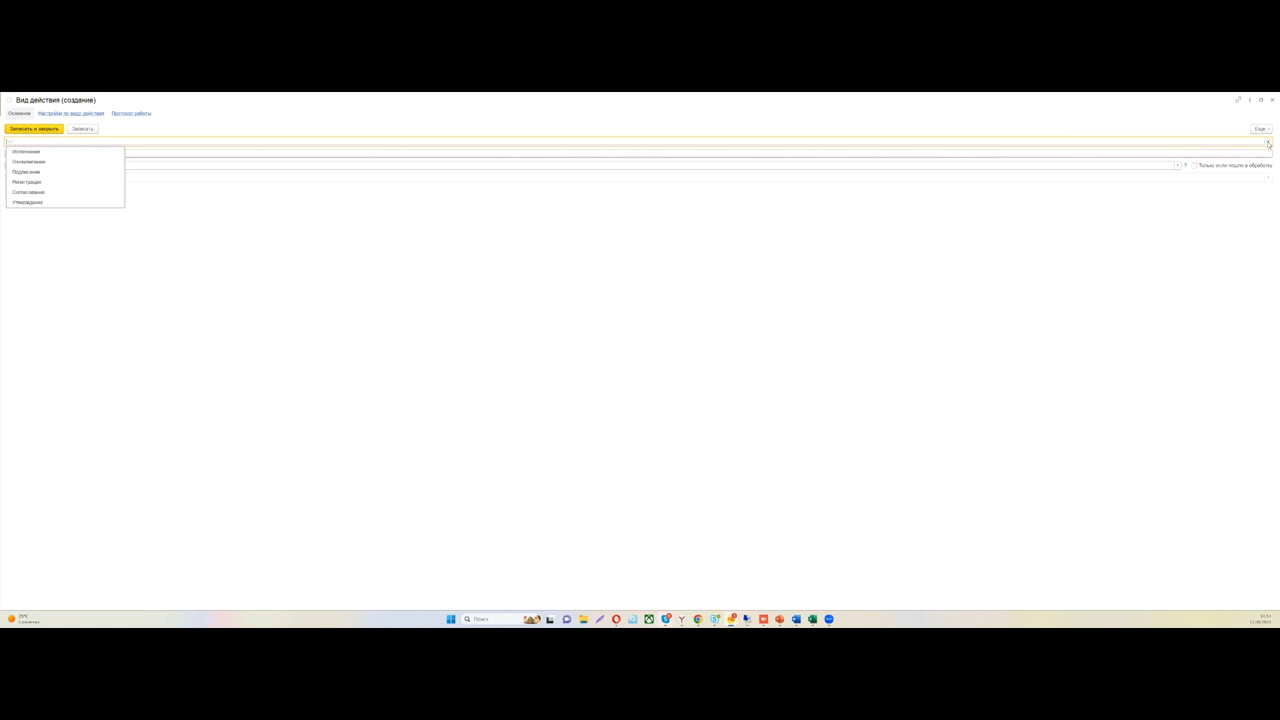 Вид действия (создание)
Основное Настройки по виду действия Протокол работы
Записать и закрыть Записать Еще
Исполнение
Ознакомление
Подписание
? Только если пошло в обработку
Регистрация
Согласование
Утверждение
Поиск